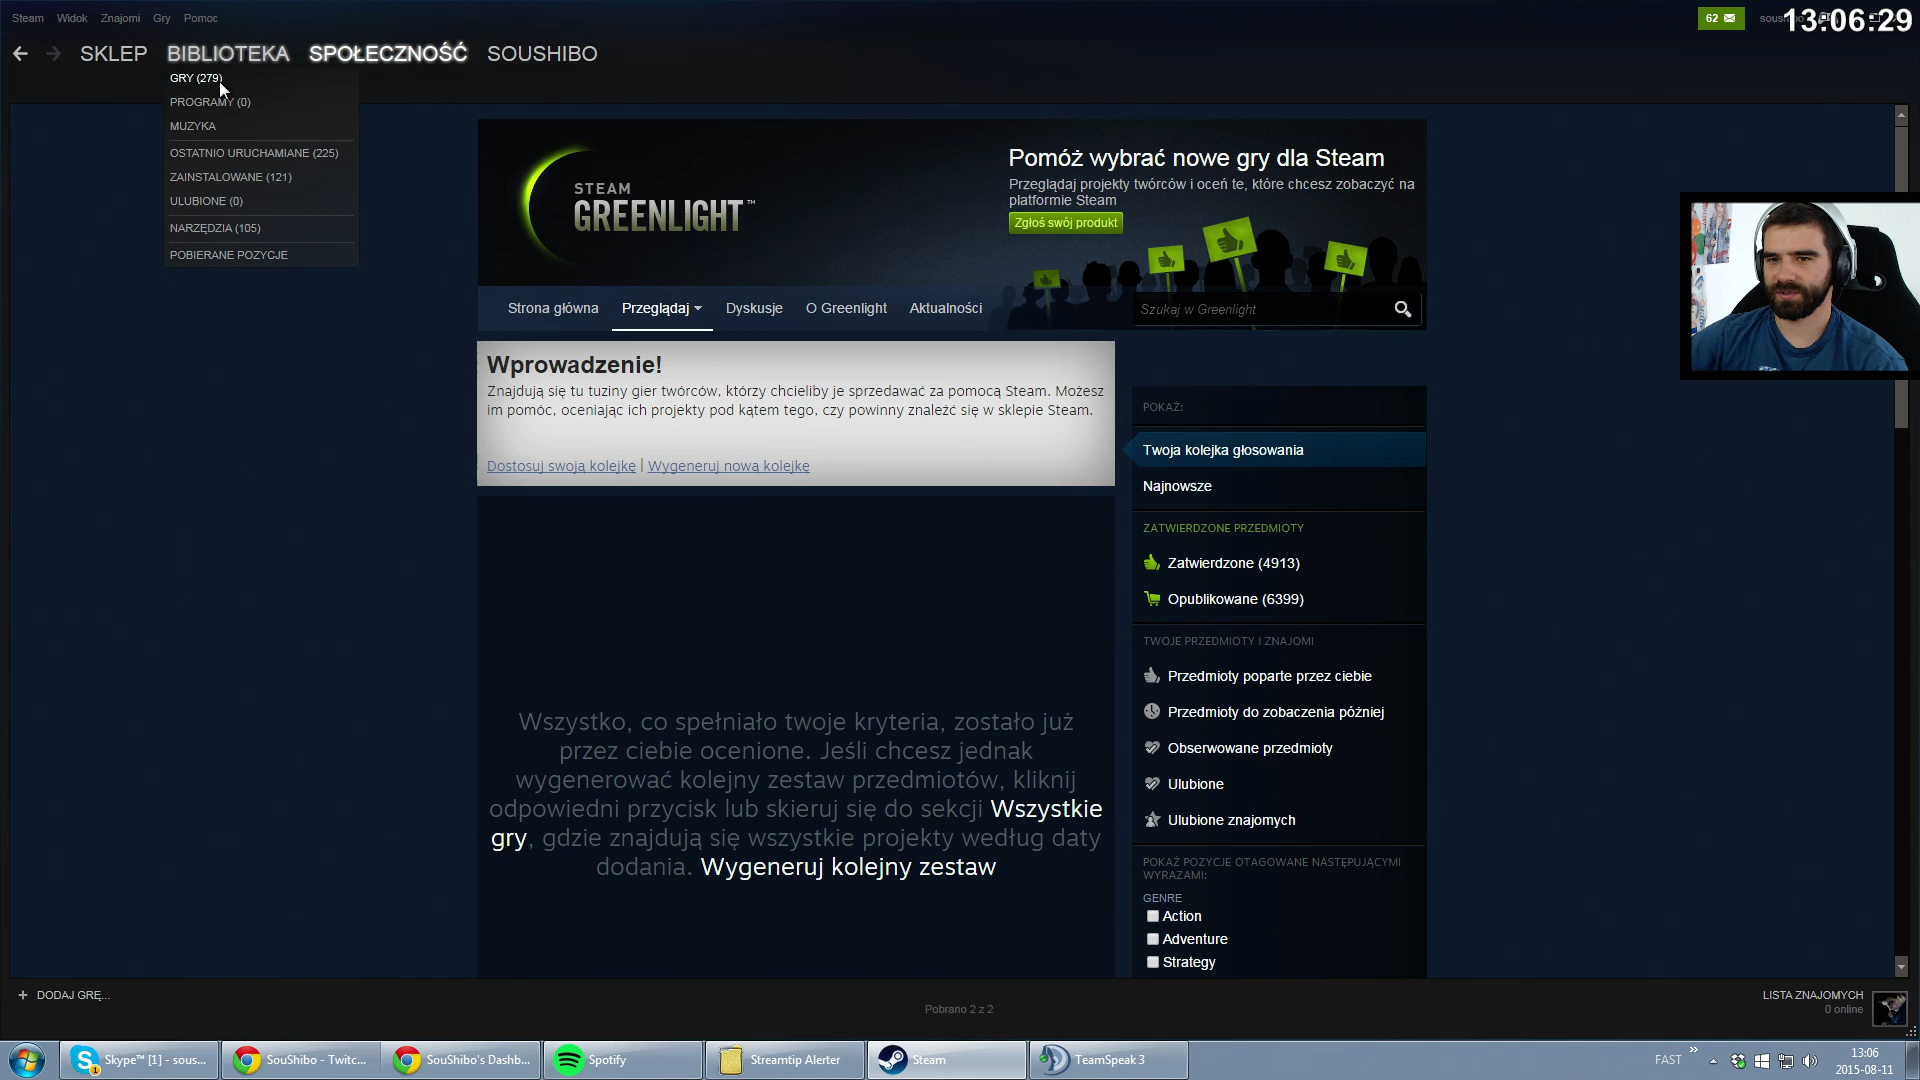 Steam Widok Znajomi Gry Pomoc
62
13:06:29
SKLEP BIBLIOTEKA SPOŁECZNOŚĆ SOUSHIBO
GRY (279)
PROGRAMY (0)
MUZYKA
OSTATNIO URUCHAMIANE (225)
ZAINSTALOWANE (121)
ULUBIONE (0)
NARZĘDZIA (105)
POBIERANE POZYCJE
STEAM
GREENLIGHT™
Pomóż wybrać nowe gry dla Steam
Przeglądaj projekty twórców i oceń te, które chcesz zobaczyć na
platformie Steam
Zgłoś swój produkt
Strona główna Przeglądaj Dyskusje O Greenlight Aktualności
Szukaj w Greenlight
Wprowadzenie!
Znajdują się tu tuziny gier twórców, którzy chcieliby je sprzedawać za pomocą Steam. Możesz
im pomóc, oceniając ich projekty pod kątem tego, czy powinny znaleźć się w sklepie Steam.
Dostosuj swoją kolejkę | Wygeneruj nową kolejkę
Wszystko, co spełniało twoje kryteria, zostało już
przez ciebie ocenione. Jeśli chcesz jednak
wygenerować kolejny zestaw przedmiotów, kliknij
odpowiedni przycisk lub skieruj się do sekcji Wszystkie
gry, gdzie znajdują się wszystkie projekty według daty
dodania. Wygeneruj kolejny zestaw
POKAŻ:
Twoja kolejka głosowania
Najnowsze
ZATWIERDZONE PRZEDMIOTY
Zatwierdzone (4913)
Opublikowane (6399)
TWOJE PRZEDMIOTY I ZNAJOMI
Przedmioty poparte przez ciebie
Przedmioty do zobaczenia później
Obserwowane przedmioty
Ulubione
Ulubione znajomych
POKAŻ POZYCJE OTAGOWANE NASTĘPUJĄCYMI
WYRAZAMI:
GENRE
Action
Adventure
Strategy
+ DODAJ GRĘ...
Pobrano 2 z 2
LISTA ZNAJOMYCH
0 online
Skype™ [1] - sous...
SouShibo - Twitc...
SouShibo's Dashb...
Spotify
Streamtip Alerter
Steam
TeamSpeak 3
FAST
13:06
2015-08-11